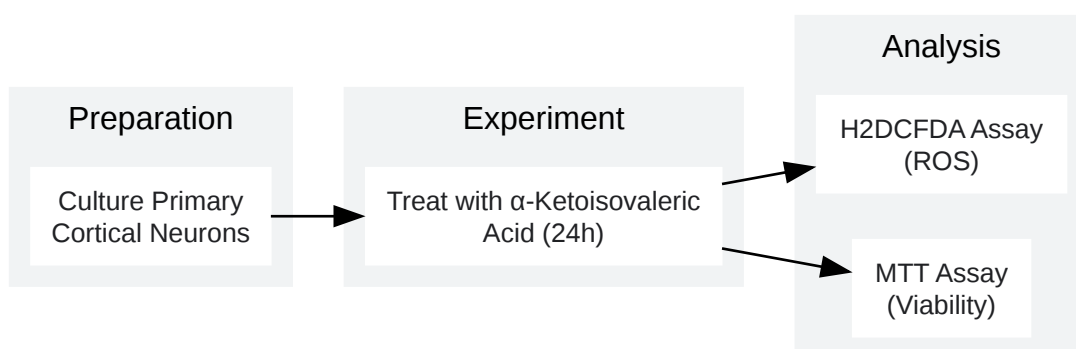 Preparation
Culture Primary
Cortical Neurons
Experiment
Treat with α-Ketoisovaleric
Acid (24h)
Analysis
H2DCFDA Assay
(ROS)
MTT Assay
(Viability)